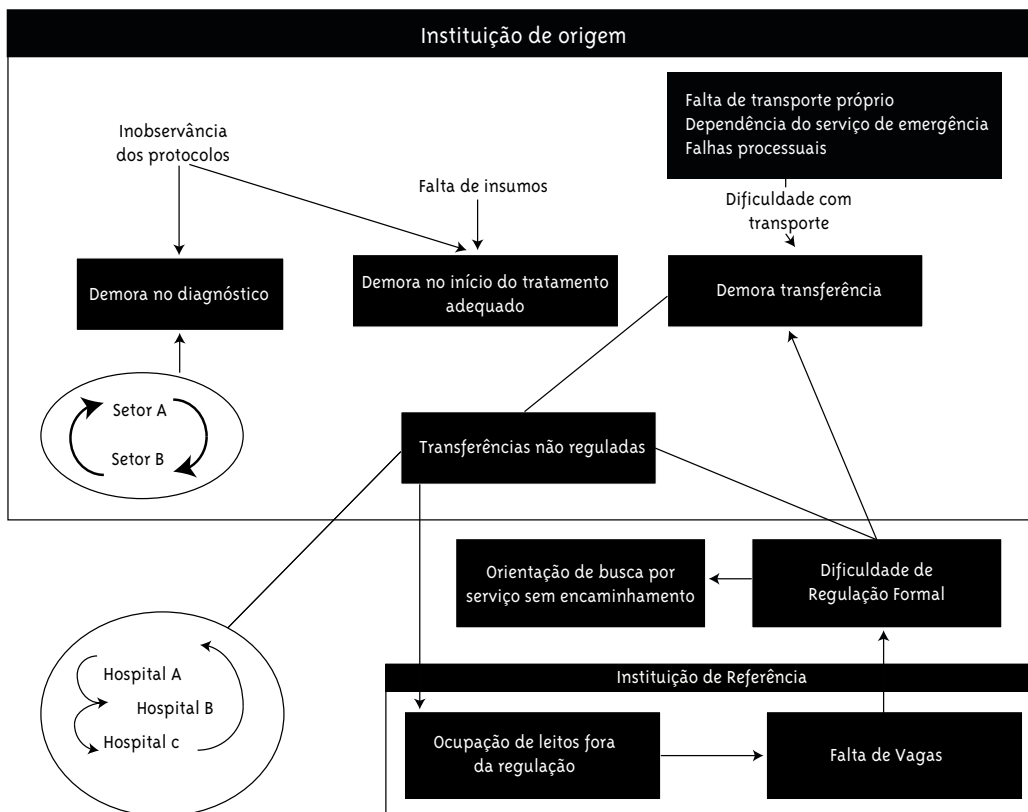 Instituição de origem
Falta de transporte próprio
Dependência do serviço de emergência
Falhas processuais
Inobservância
dos protocolos
Falta de insumos
Dificuldade com
transporte
Demora no diagnóstico
Demora no início do tratamento
adequado
Demora transferência
Setor A
Setor B
Transferências não reguladas
Orientação de busca por
serviço sem encaminhamento
Dificuldade de
Regulação Formal
Hospital A
Hospital B
Hospital c
Instituição de Referência
Ocupação de leitos fora
da regulação
Falta de Vagas